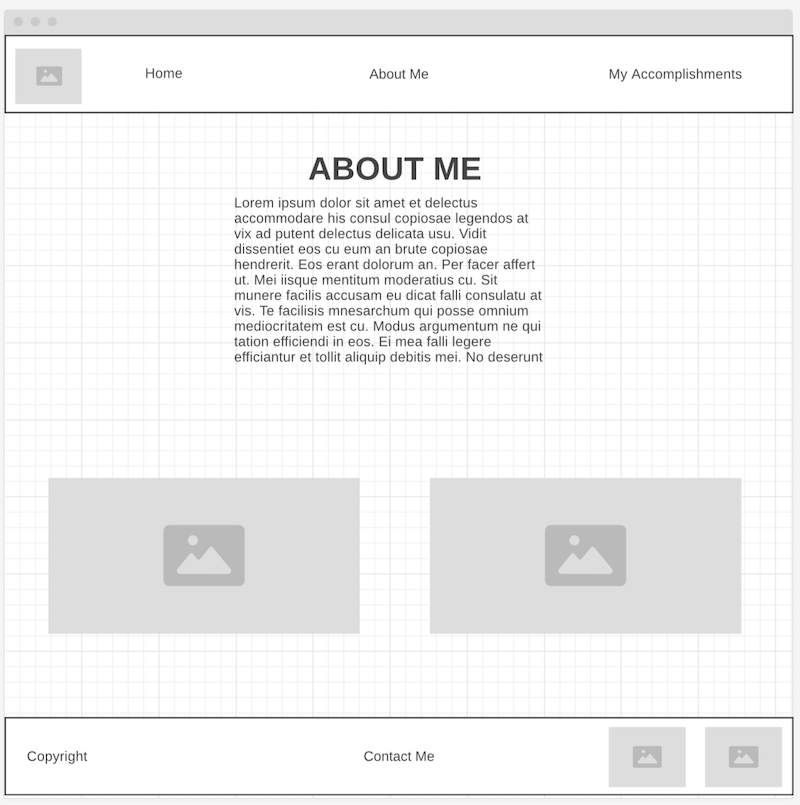 Home About Me My Accomplishments
ABOUT ME
Lorem ipsum dolor sit amet et delectus
accommodare his consul copiosae legendos at
vix ad putent delectus delicata usu. Vidit
dissentiet eos cu eum an brute copiosae
hendrerit. Eos erant dolorum an. Per facer affert
ut. Mei iisque mentitum moderatius cu. Sit
munere facilis accusam eu dicat falli consulatu at
vis. Te facilisis mnesarchum qui posse omnium
mediocritatem est cu. Modus argumentum ne qui
tation efficiendi in eos. Ei mea falli legere
efficiantur et tollit aliquip debitis mei. No deserunt
Copyright Contact Me